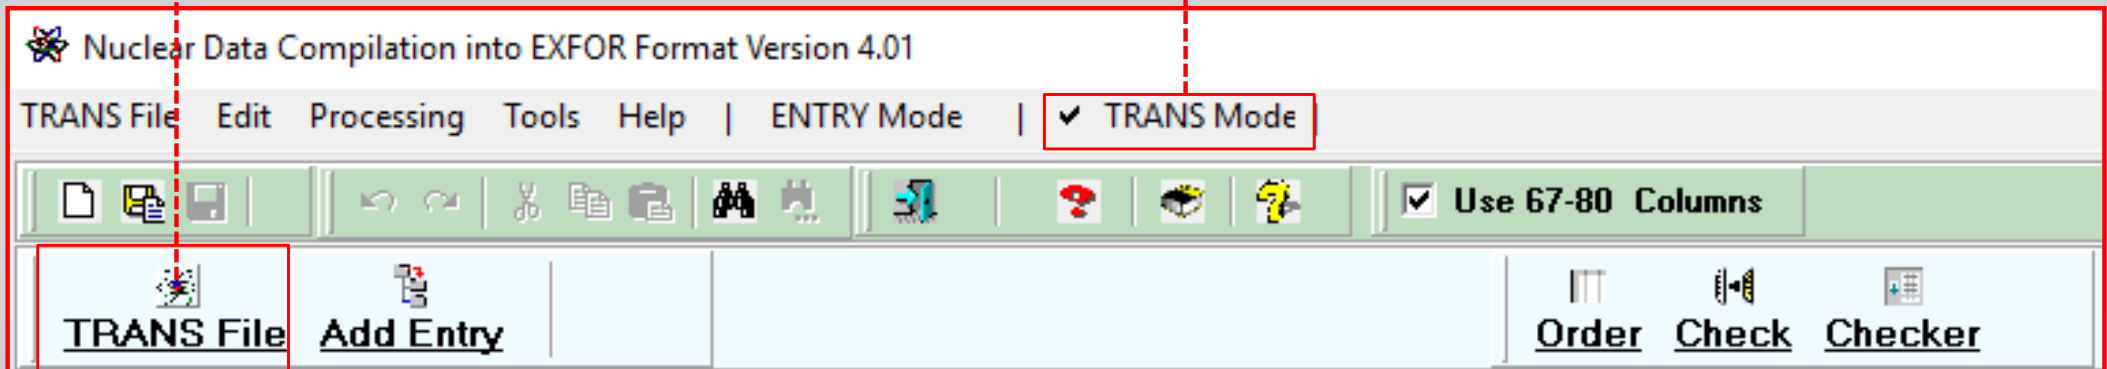 Nuclear Data Compilation into EXFOR Format Version 4.01
TRANS File Edit Processing Tools Help | ENTRY Mode | ✓ TRANS Mode |
Use 67-80 Columns
TRANS File Add Entry Order Check Checker